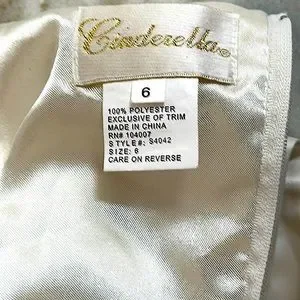 Cinderella®
6
100% POLYESTER
EXCLUSIVE OF TRIM
MADE IN CHINA
RN# 104007
STYLE#: S4042
SIZE: 6
CARE ON REVERSE